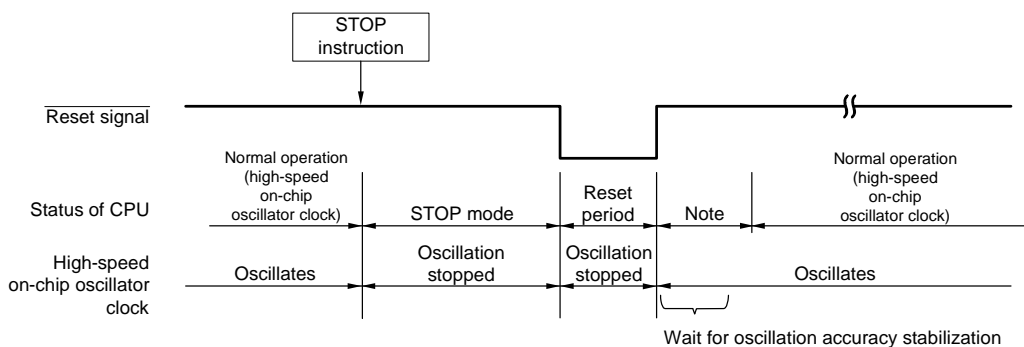 STOP
instruction
Reset signal
Normal operation
(high-speed
on-chip
oscillator clock)
Normal operation
(high-speed
on-chip
oscillator clock)
Status of CPU
STOP mode
Reset
period
Note
High-speed
on-chip oscillator
clock
Oscillates
Oscillation
stopped
Oscillation
stopped
Oscillates
Wait for oscillation accuracy stabilization